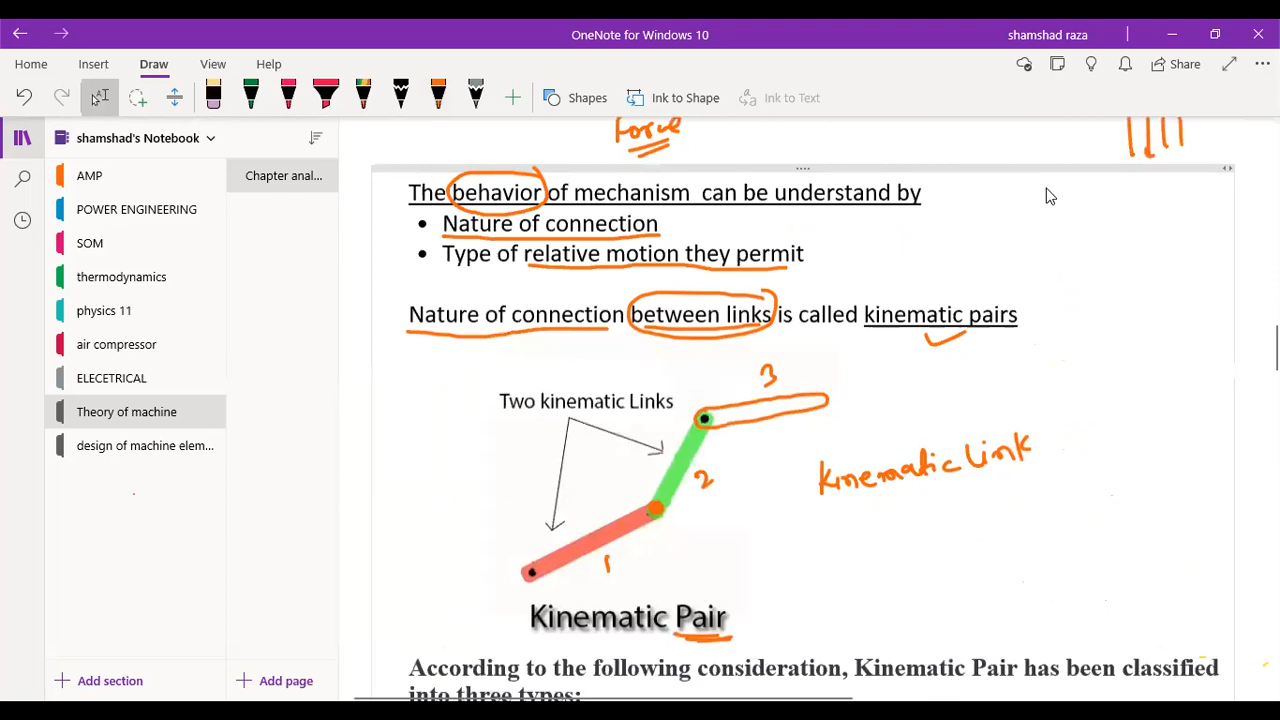 OneNote for Windows 10
shamshad raza
Home Insert Draw View Help
Share
Shapes
Ink to Shape
Ink to Text
shamshad's Notebook
AMP
POWER ENGINEERING
SOM
thermodynamics
physics 11
air compressor
ELECETRICAL
Theory of machine
design of machine elem...
Add section
Chapter anal...
Add page
Force
The behavior of mechanism can be understand by
• Nature of connection
• Type of relative motion they permit
Nature of connection between links is called kinematic pairs
3
Two kinematic Links
kinematic Link
2
1
Kinematic Pair
According to the following consideration, Kinematic Pair has been classified
into three types: